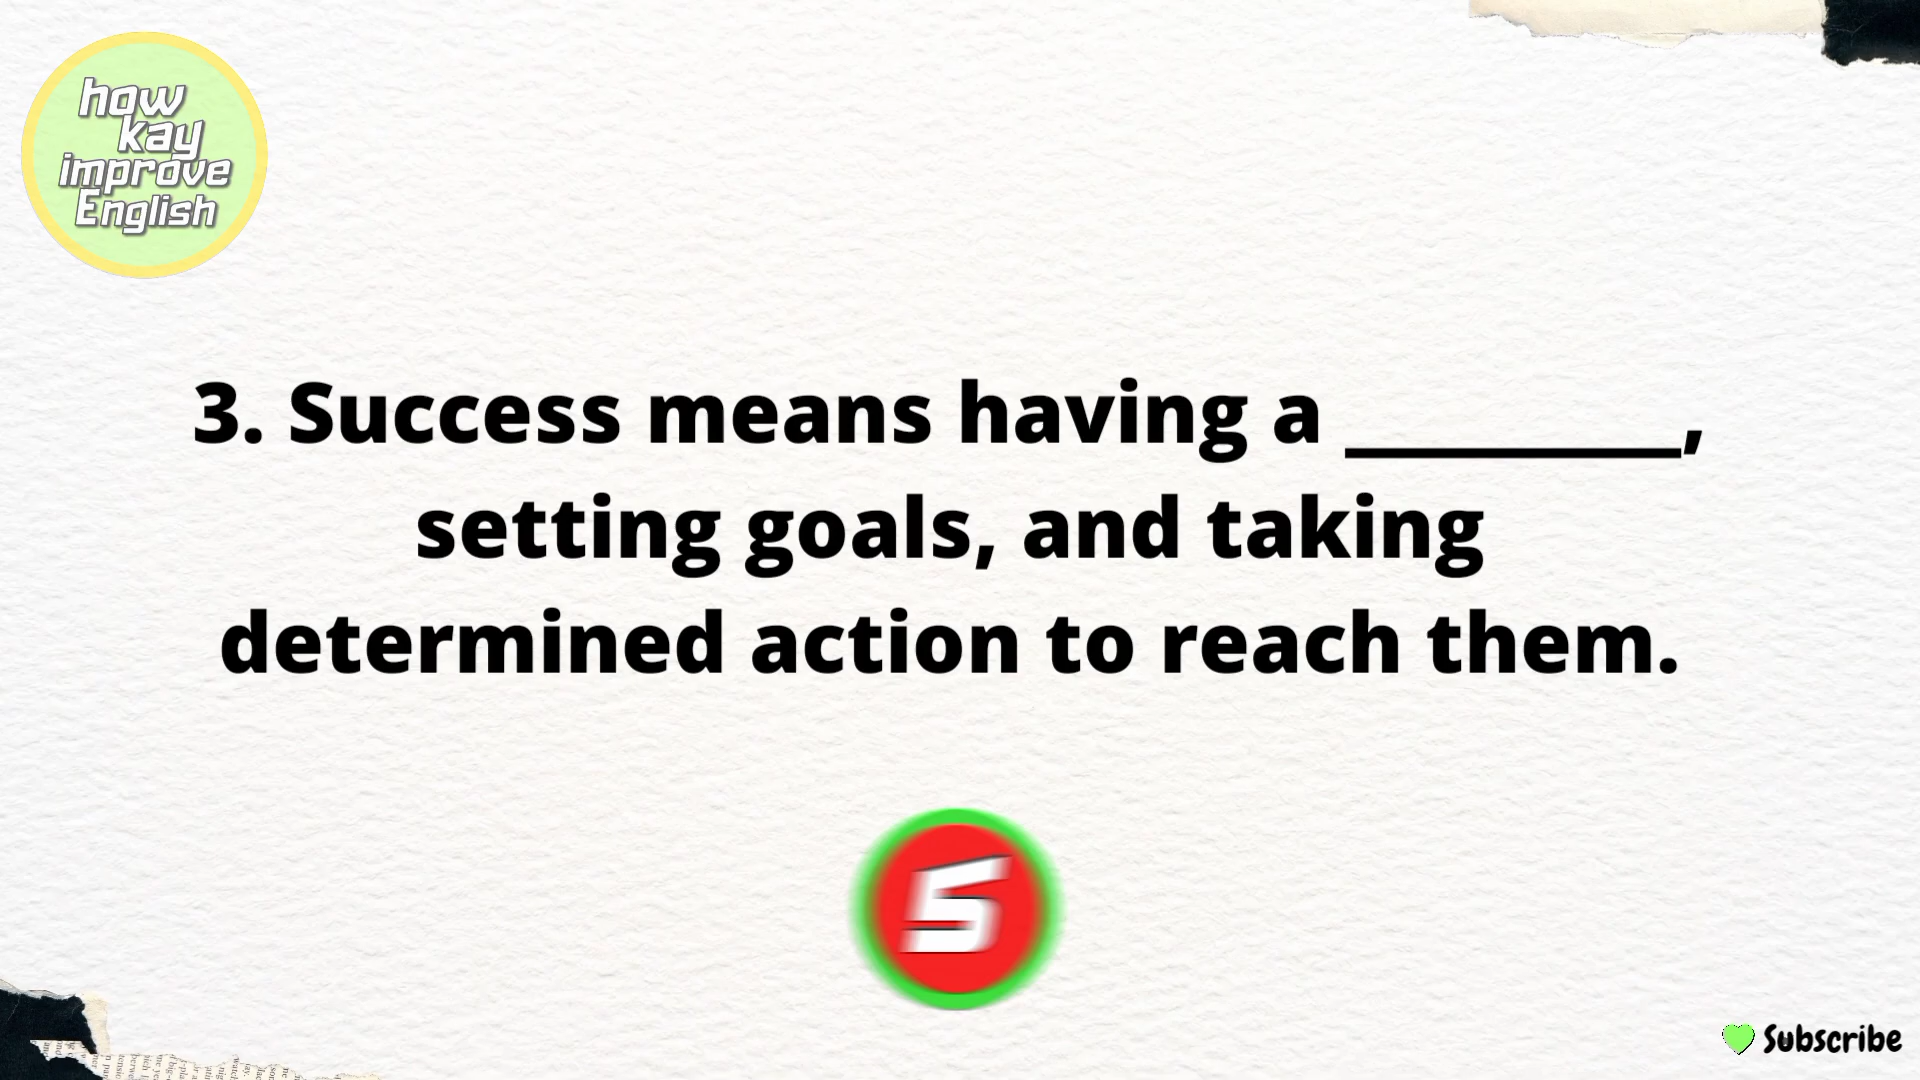 how
kay
improve
English
3. Success means having a ________,
setting goals, and taking
determined action to reach them.
5
Subscribe